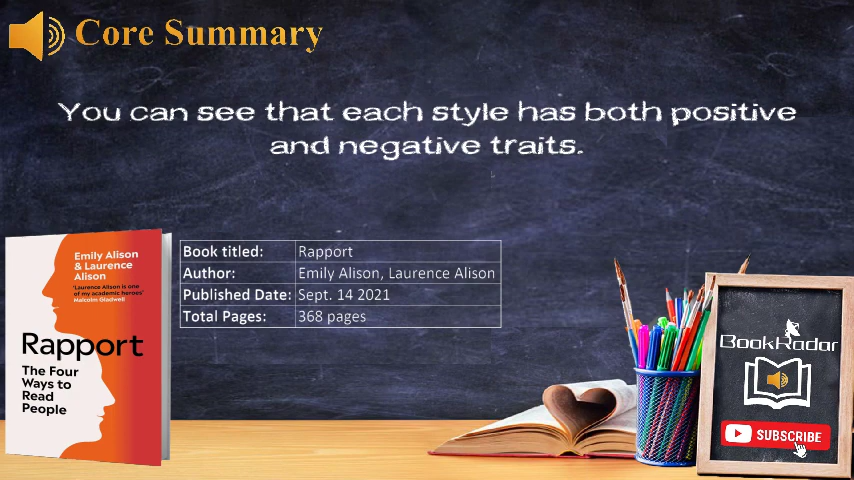 Core Summary
You can see that each style has both positive
and negative traits.
Emily Alison
& Laurence
Alison
'Laurence Alison is one
of my academic heroes'
Malcolm Gladwell
Rapport
The Four
Ways to
Read
People
Book titled: Rapport
Author: Emily Alison, Laurence Alison
Published Date: Sept. 14 2021
Total Pages: 368 pages
BookRadar
SUBSCRIBE